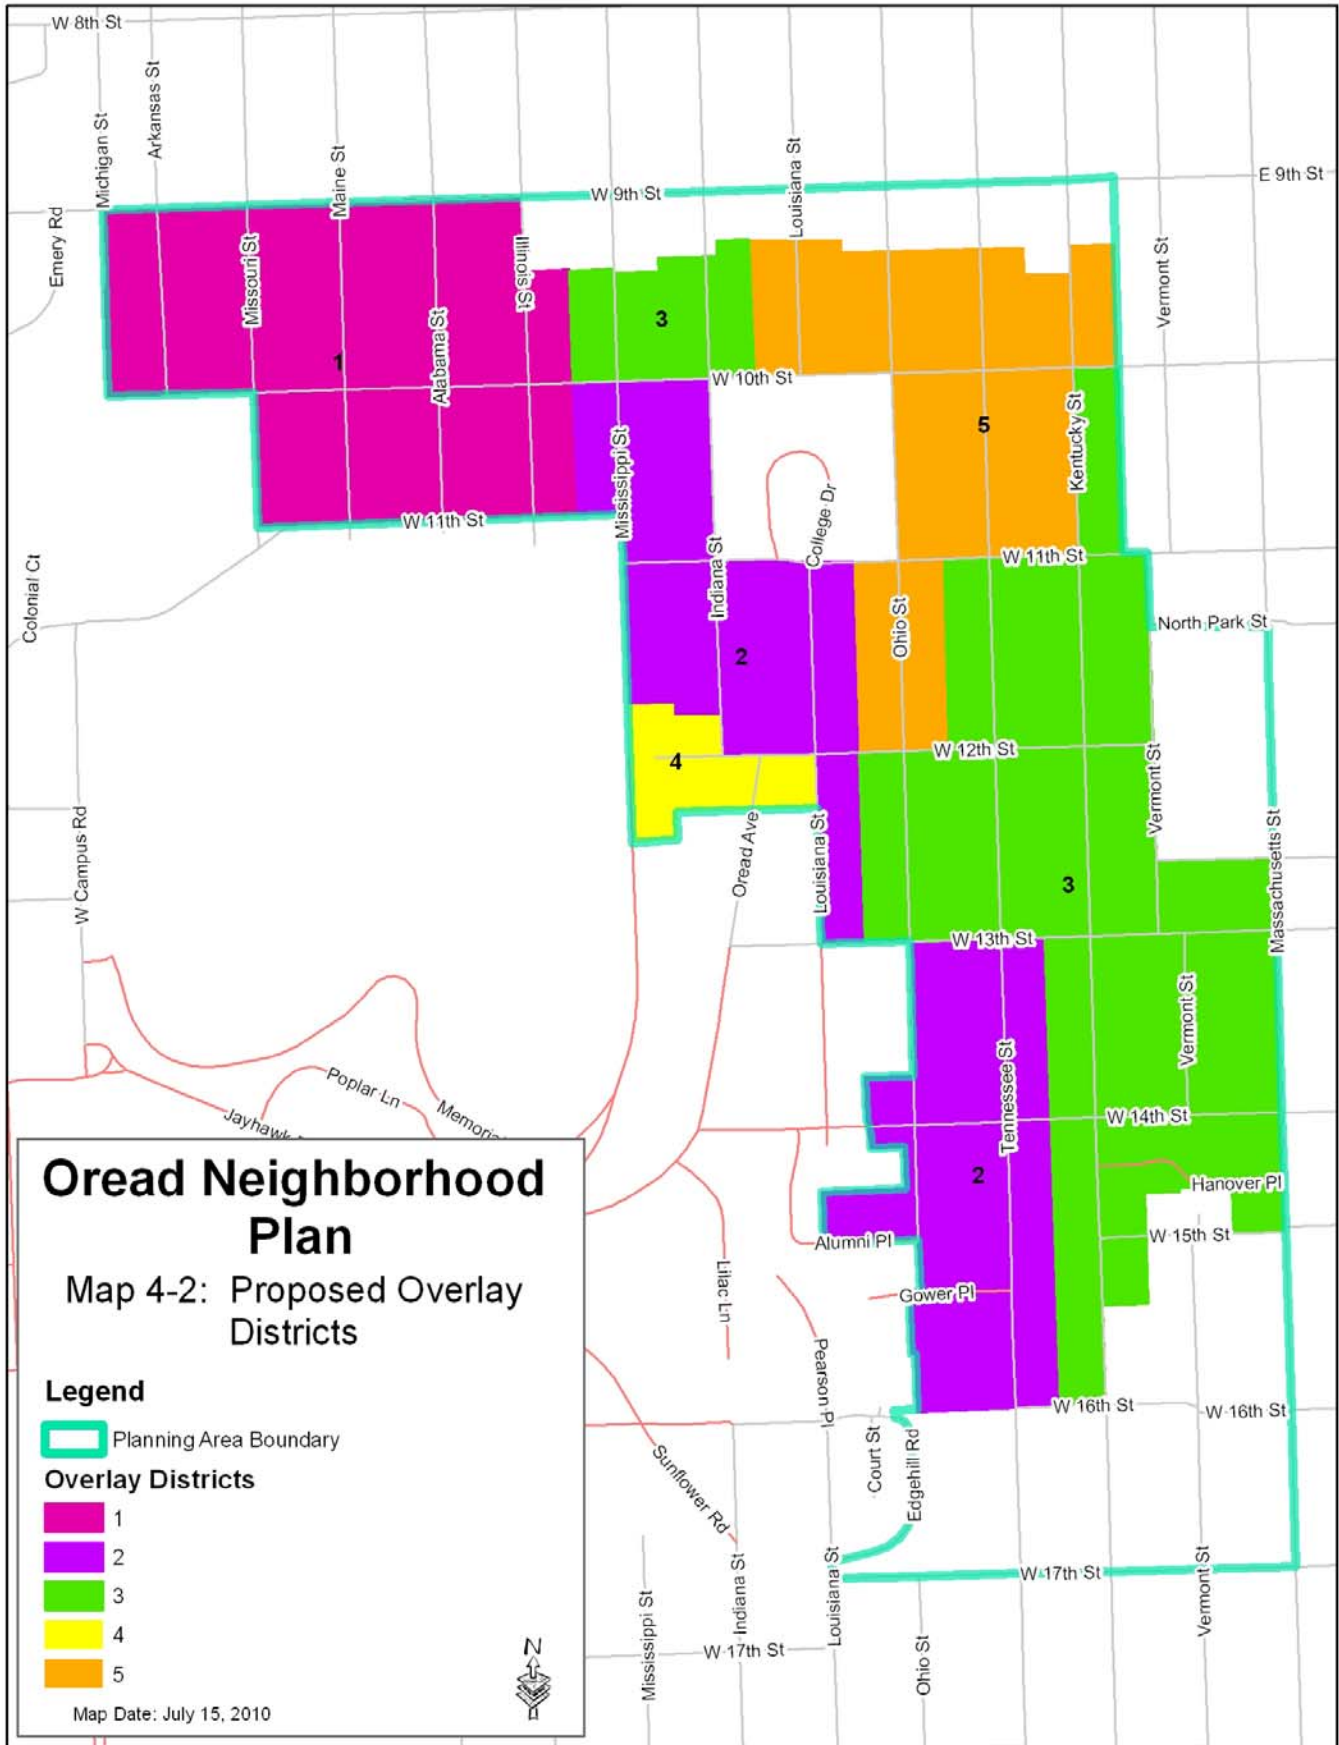 W 8th St
Arkansas St
Michigan St
Maine St
Louisiana St
E 9th St
W 9th St
Emery Rd
Missouri St
Illinois St
Vermont St
Alabama St
3
1
W 10th St
5
Kentucky St
Mississippi St
College Dr
W 11th St
W 11th St
Colonial Ct
Indiana St
Ohio St
North Park St
2
W 12th St
4
Vermont St
W Campus Rd
Oread Ave
Louisiana St
Massachusetts St
3
W 13th St
Vermont St
Tennessee St
Poplar Ln
Jayhawk
W 14th St
2
Hanover Pl
W 15th St
Alumni Pl
Gower Pl
Lilac Ln
Pearson Pl
W 16th St
W 16th St
Court St
Edgehill Rd
Sunflower Rd
W 17th St
Indiana St
Louisiana St
Vermont St
Mississippi St
W 17th St
Ohio St
Oread Neighborhood
Plan
Map 4-2: Proposed Overlay
Districts
Legend
Planning Area Boundary
Overlay Districts
1
2
3
4
5
N
Map Date: July 15, 2010